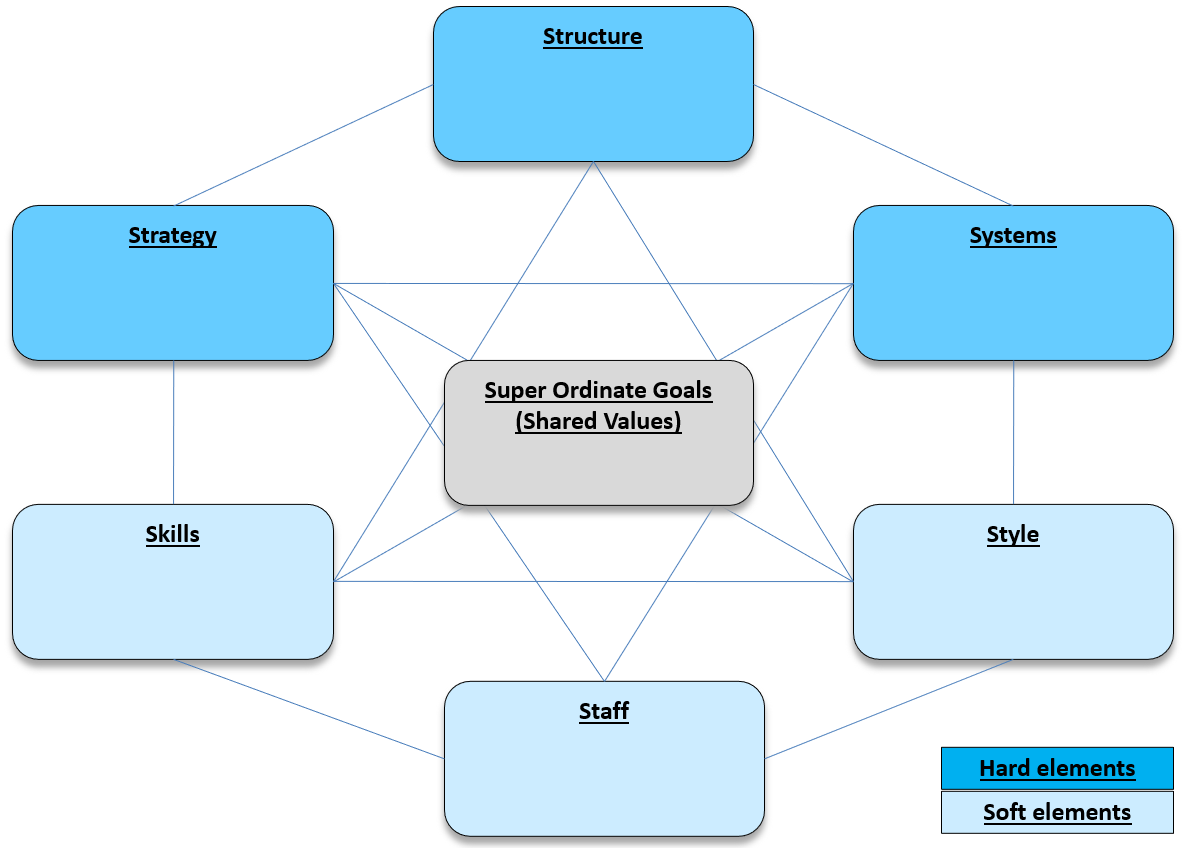 Structure
Strategy
Systems
Super Ordinate Goals
(Shared Values)
Skills
Style
Staff
Hard elements
Soft elements